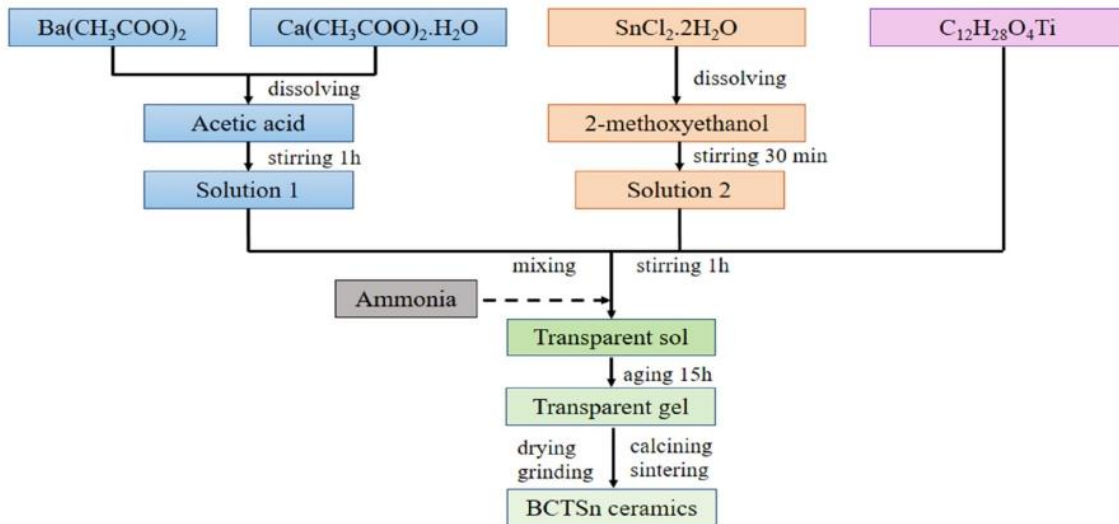 Ba(CH₃COO)₂
Ca(CH₃COO)₂.H₂O
SnCl₂.2H₂O
C₁₂H₂₈O₄Ti
dissolving
dissolving
Acetic acid
2-methoxyethanol
stirring 1h
stirring 30 min
Solution 1
Solution 2
mixing
stirring 1h
Ammonia
Transparent sol
aging 15h
Transparent gel
drying
grinding
calcining
sintering
BCTSn ceramics